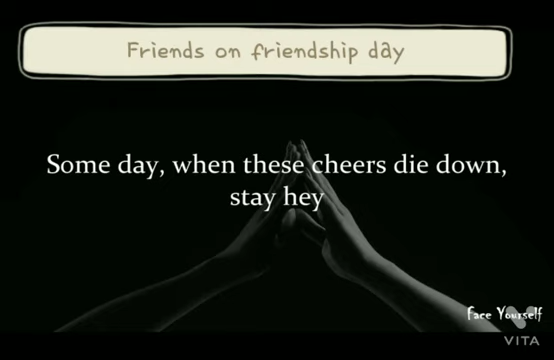 Friends on friendship day
Some day, when these cheers die down,
stay hey
Face Yourself
VITA